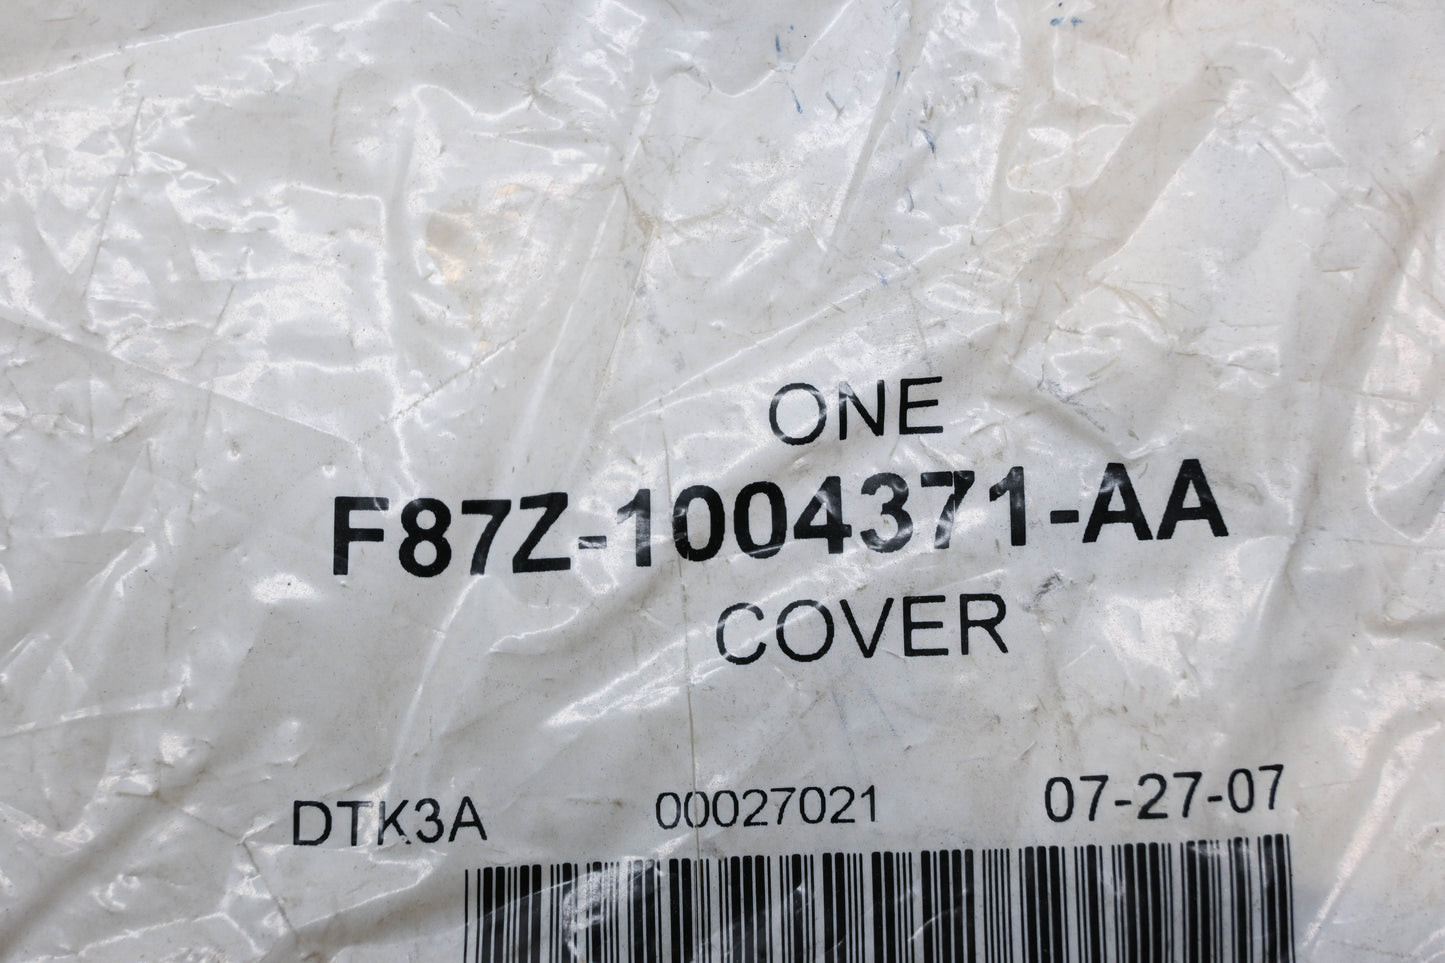 ONE
F87Z-1004371-AA
COVER
DTK3A 00027021 07-27-07